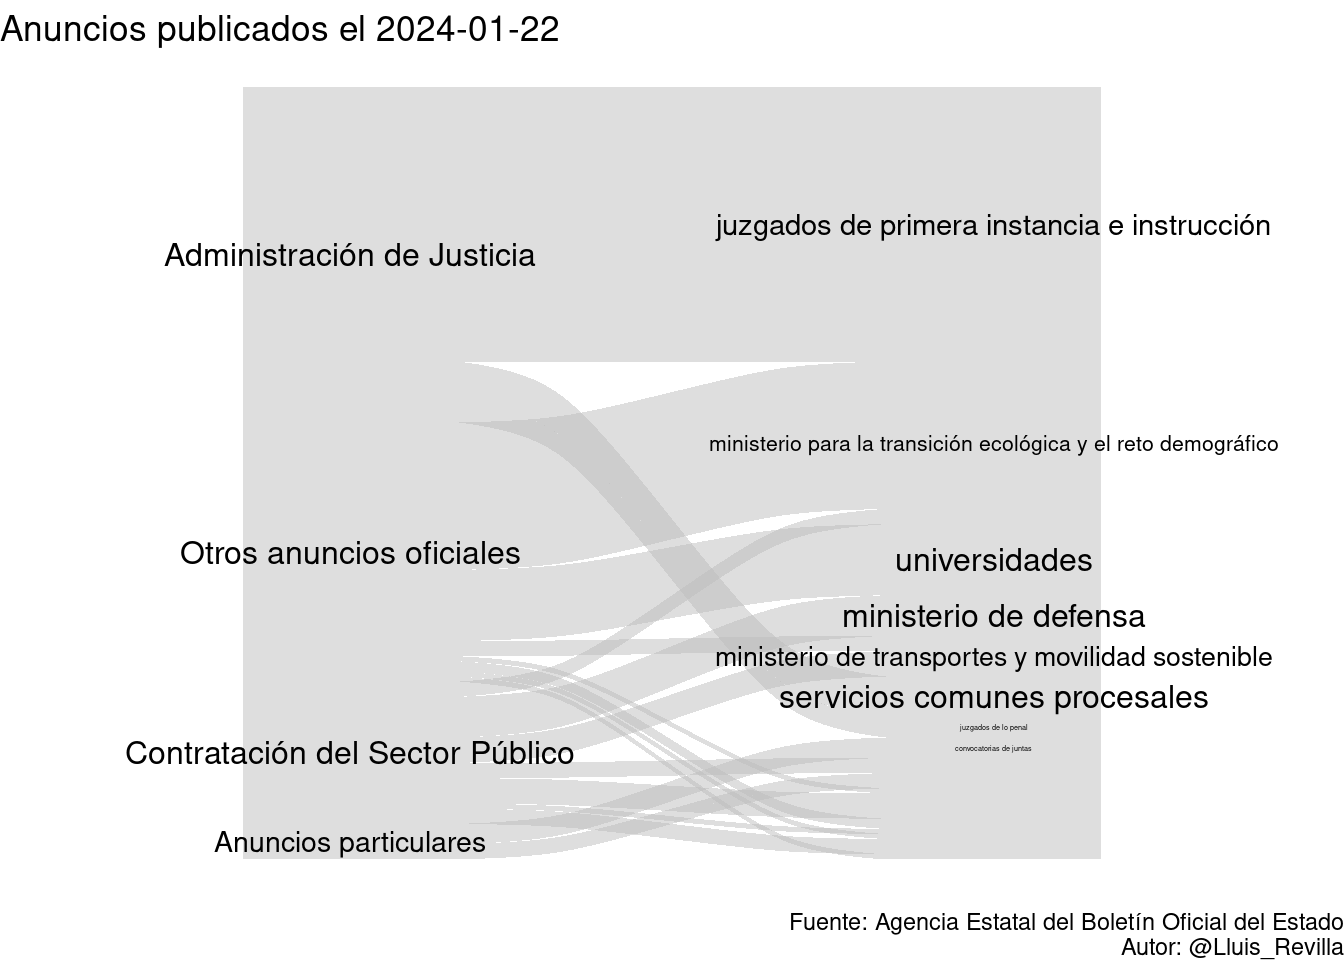 Anuncios publicados el 2024-01-22
Administración de Justicia
Otros anuncios oficiales
Contratación del Sector Público
Anuncios particulares
juzgados de primera instancia e instrucción
ministerio para la transición ecológica y el reto demográfico
universidades
ministerio de defensa
ministerio de transportes y movilidad sostenible
servicios comunes procesales
juzgados de lo penal
convocatorias de juntas
Fuente: Agencia Estatal del Boletín Oficial del Estado
Autor: @Lluis_Revilla